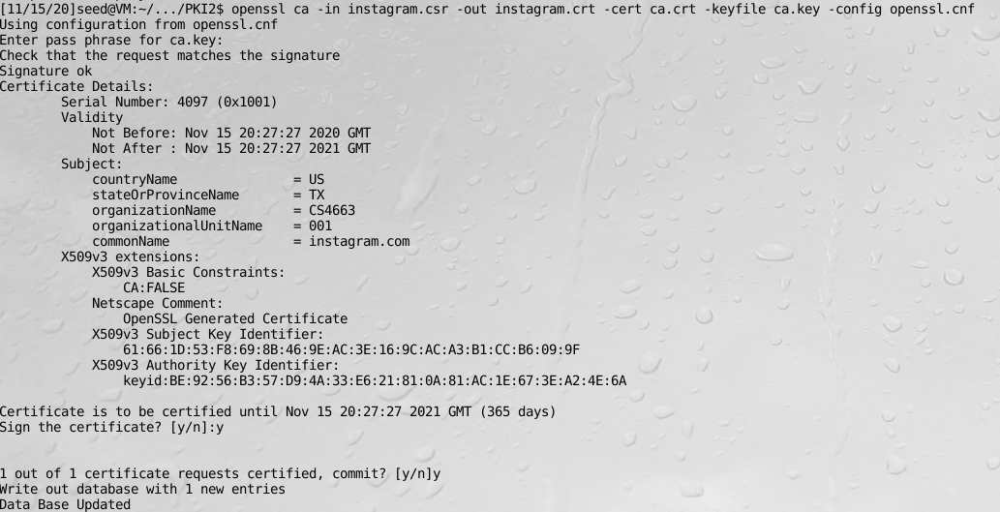 [11/15/20]seed@VM:~/.../PKI2$ openssl ca -in instagram.csr -out instagram.crt -cert ca.crt -keyfile ca.key -config openssl.cnf
Using configuration from openssl.cnf
Enter pass phrase for ca.key:
Check that the request matches the signature
Signature ok
Certificate Details:
        Serial Number: 4097 (0x1001)
        Validity
            Not Before: Nov 15 20:27:27 2020 GMT
            Not After : Nov 15 20:27:27 2021 GMT
        Subject:
            countryName               = US
            stateOrProvinceName       = TX
            organizationName          = CS4663
            organizationalUnitName    = 001
            commonName                = instagram.com
        X509v3 extensions:
            X509v3 Basic Constraints:
                CA:FALSE
            Netscape Comment:
                OpenSSL Generated Certificate
            X509v3 Subject Key Identifier:
                61:66:1D:53:F8:69:8B:46:9E:AC:3E:16:9C:AC:A3:B1:CC:B6:09:9F
            X509v3 Authority Key Identifier:
                keyid:BE:92:56:B3:57:D9:4A:33:E6:21:81:0A:81:AC:1E:67:3E:A2:4E:6A
Certificate is to be certified until Nov 15 20:27:27 2021 GMT (365 days)
Sign the certificate? [y/n]:y
1 out of 1 certificate requests certified, commit? [y/n]y
Write out database with 1 new entries
Data Base Updated